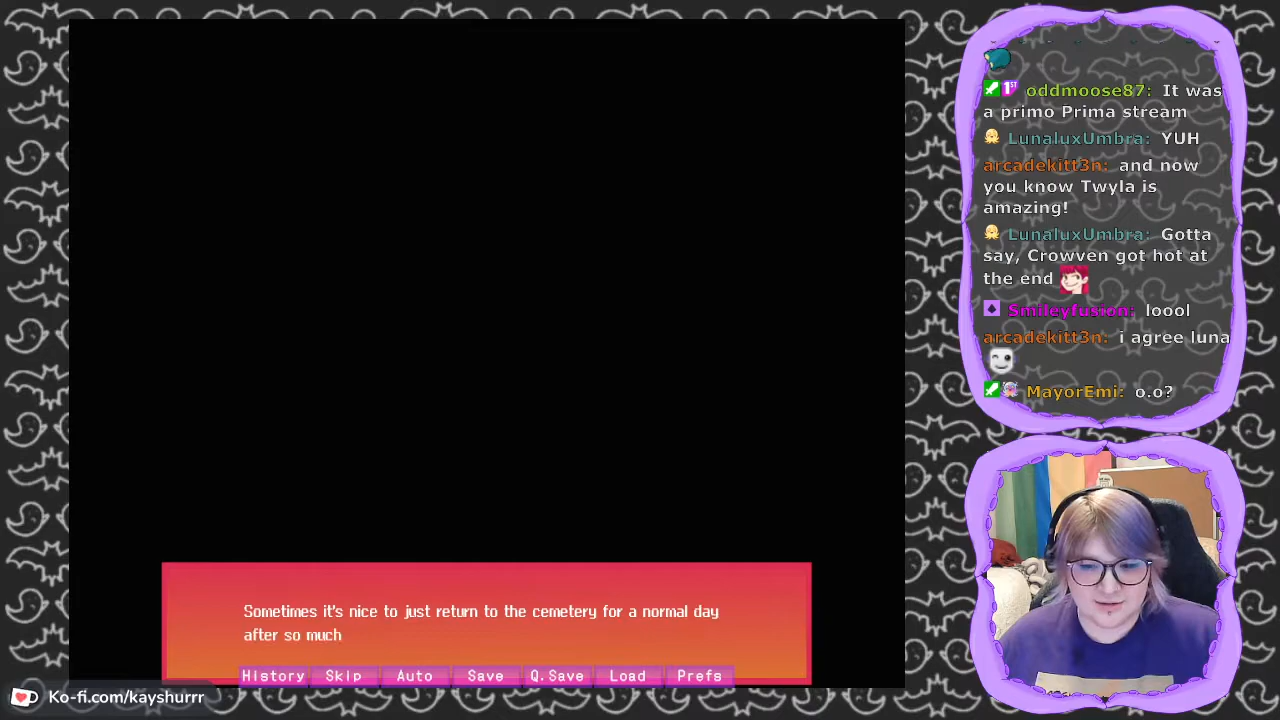 oddmoose87: It was
a primo Prima stream
LunaluxUmbra: YUH
arcadekitt3n: and now
you know Twyla is
amazing!
LunaluxUmbra: Gotta
say, Crowven got hot at
the end
Smileyfusion: loool
arcadekitt3n: i agree luna
MayorEmi: o.o?
Sometimes it's nice to just return to the cemetery for a normal day
after so much
History Skip Auto Save Q.Save Load Prefs
Ko-fi.com/kayshurrr